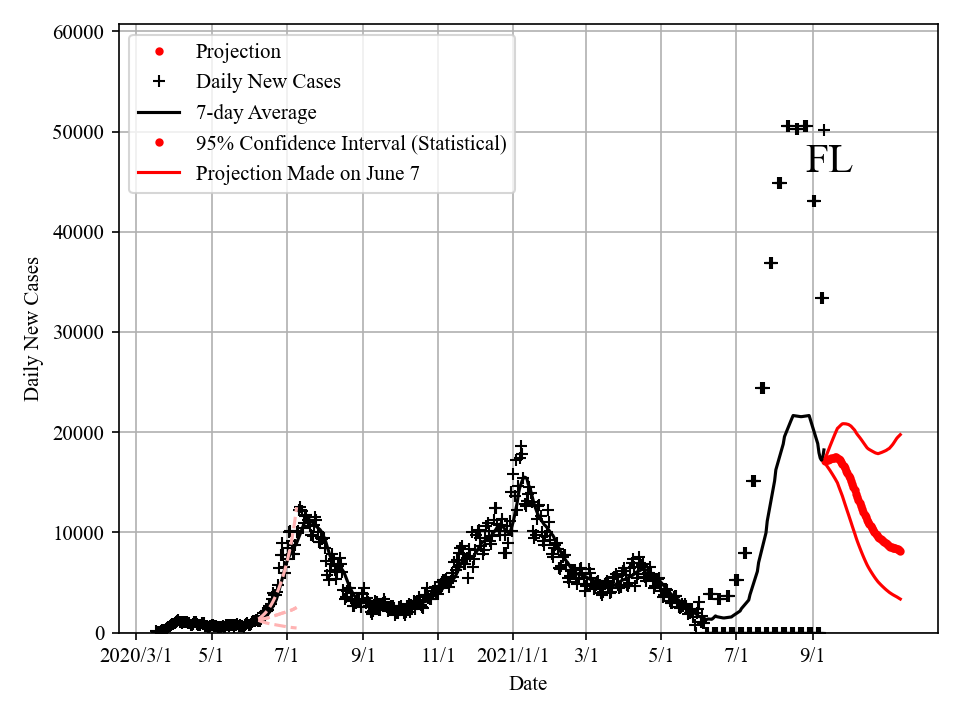 60000
50000
40000
30000
20000
10000
0
Daily New Cases
Projection
Daily New Cases
7-day Average
95% Confidence Interval (Statistical)
Projection Made on June 7
FL
2020/3/1 5/1 7/1 9/1 11/1 2021/1/1 3/1 5/1 7/1 9/1
Date